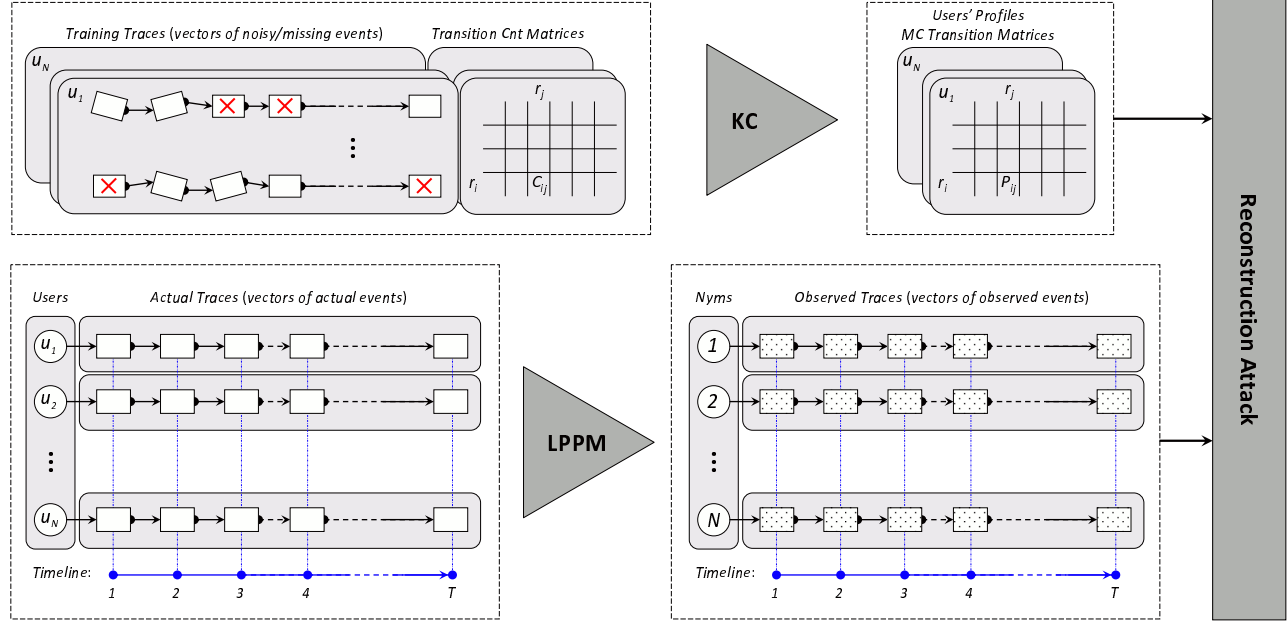 Training Traces (vectors of noisy/missing events)
Transition Cnt Matrices
u_N
u_1
r_j
r_i
C_ij
KC
Users' Profiles
MC Transition Matrices
u_N
u_1
r_j
r_i
P_ij
Reconstruction Attack
Users
Actual Traces (vectors of actual events)
u_1
u_2
u_N
Timeline:
1 2 3 4 T
LPPM
Nyms
Observed Traces (vectors of observed events)
1
2
N
Timeline:
1 2 3 4 T